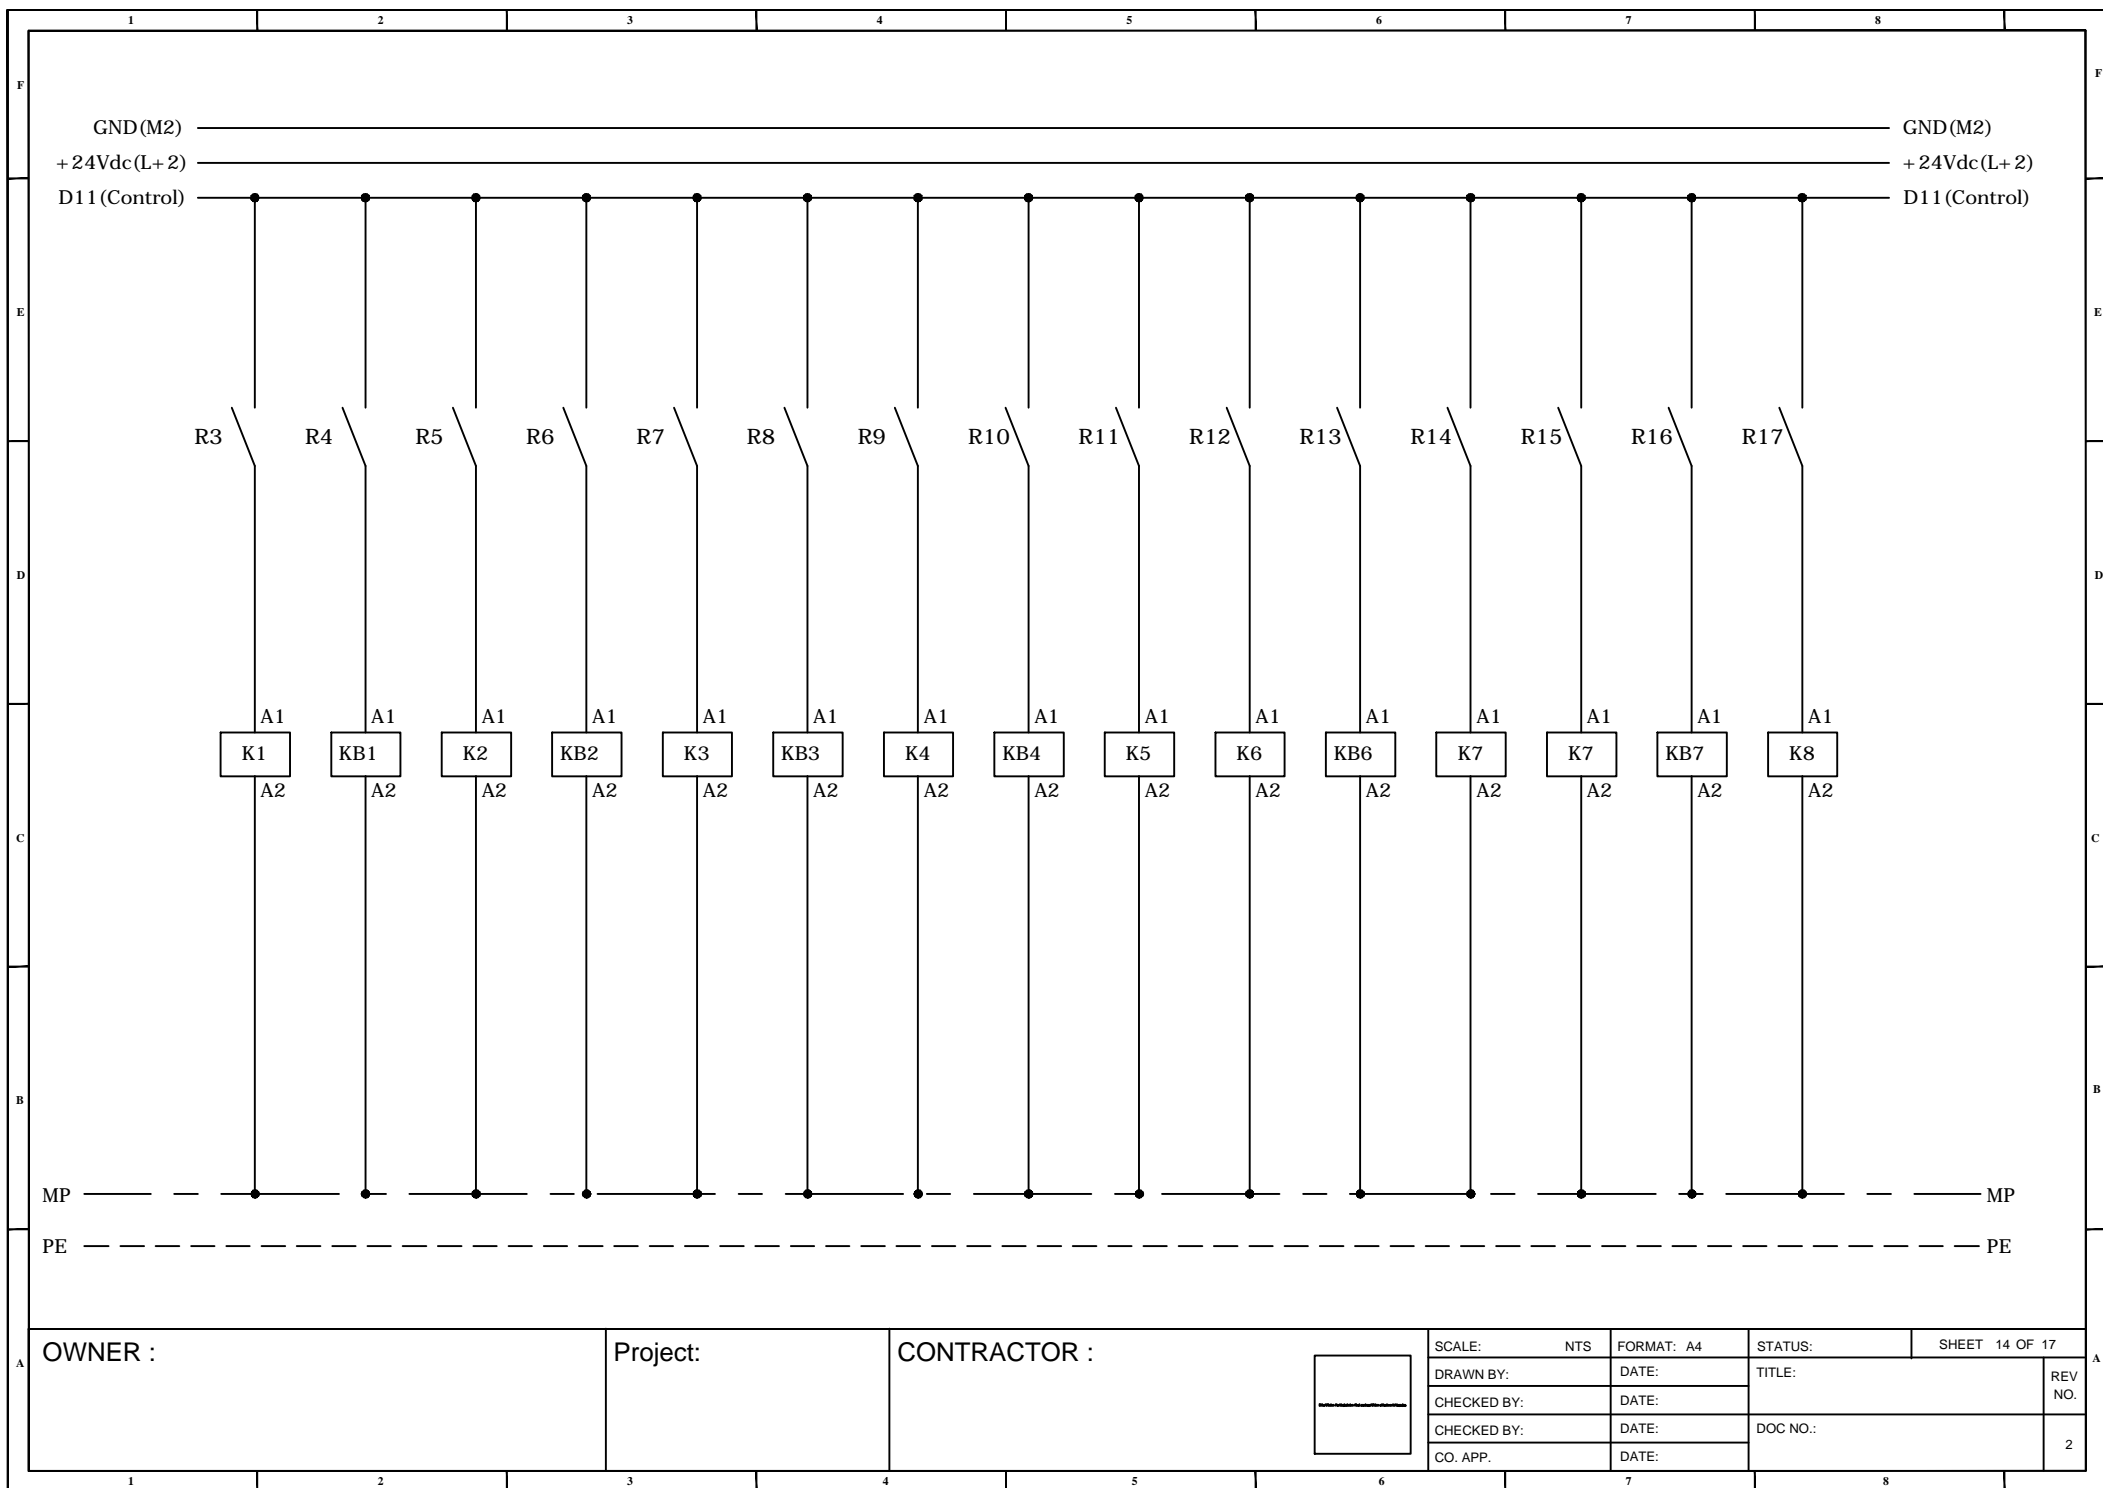 1 2 3 4 5 6 7 8
F F
GND(M2) GND(M2)
+24Vdc(L+2) +24Vdc(L+2)
D11(Control) D11(Control)
E E
R3 R4 R5 R6 R7 R8 R9 R10 R11 R12 R13 R14 R15 R16 R17
D D
A1 A1 A1 A1 A1 A1 A1 A1 A1 A1 A1 A1 A1 A1 A1
K1 KB1 K2 KB2 K3 KB3 K4 KB4 K5 K6 KB6 K7 K7 KB7 K8
A2 A2 A2 A2 A2 A2 A2 A2 A2 A2 A2 A2 A2 A2 A2
C C
B B
MP MP
PE PE
A A
OWNER : Project: CONTRACTOR :
SCALE: NTS FORMAT: A4 STATUS: SHEET 14 OF 17
DRAWN BY: DATE: TITLE: REV
CHECKED BY: DATE: NO.
CHECKED BY: DATE: DOC NO.:
2
CO. APP. DATE:
1 2 3 4 5 6 7 8